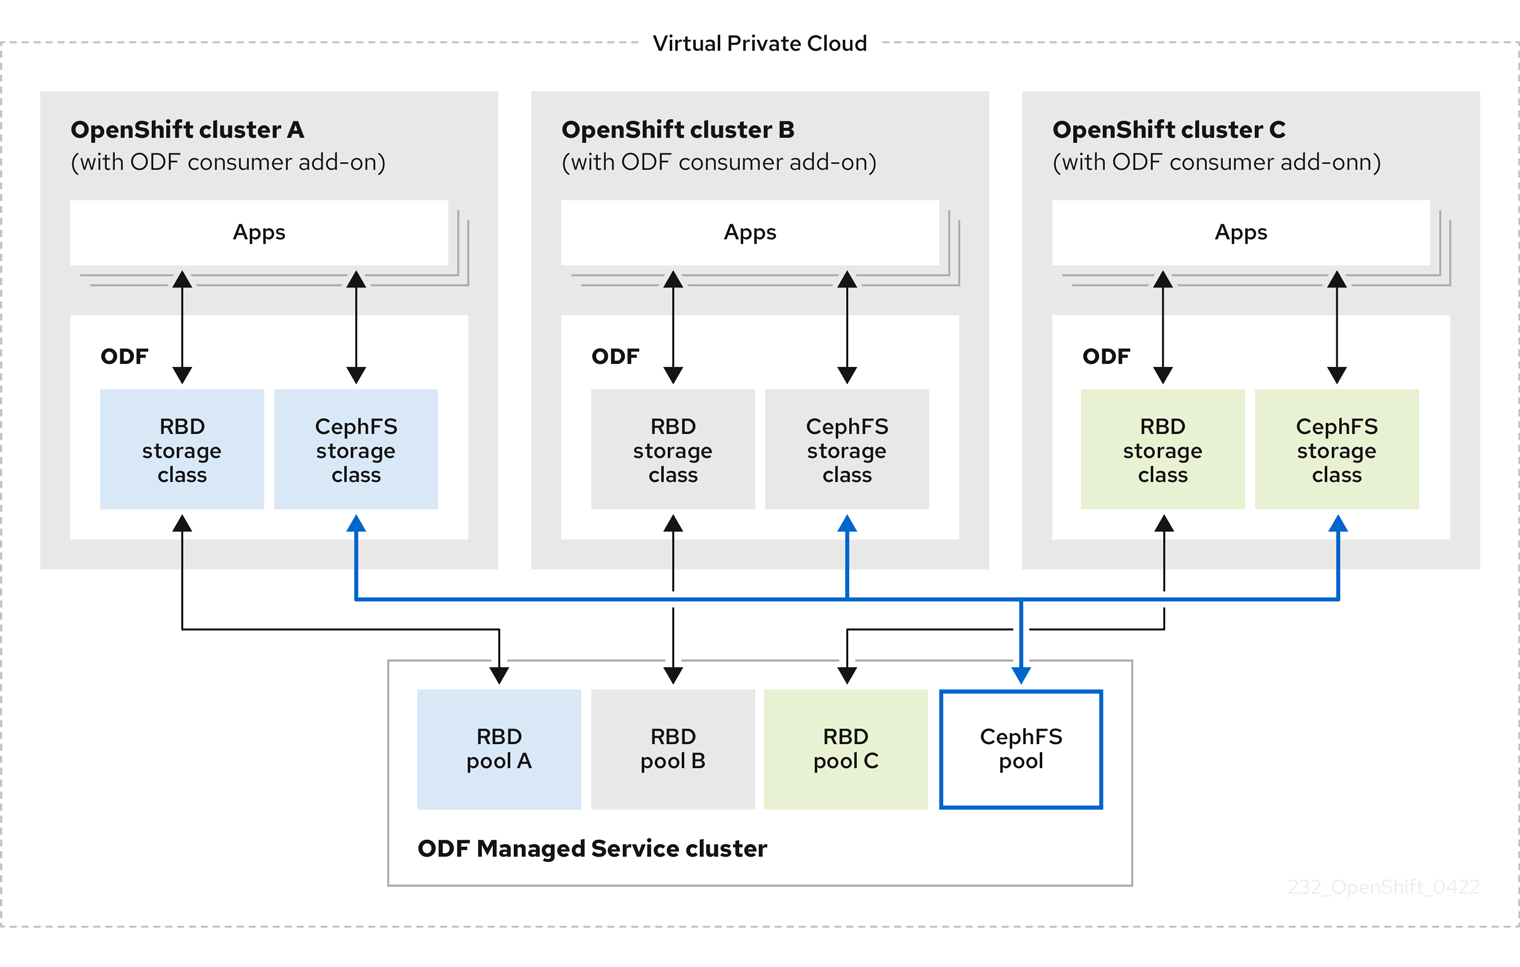 Virtual Private Cloud
OpenShift cluster A
(with ODF consumer add-on)
Apps
ODF
RBD
storage
class
CephFS
storage
class
OpenShift cluster B
(with ODF consumer add-on)
Apps
ODF
RBD
storage
class
CephFS
storage
class
OpenShift cluster C
(with ODF consumer add-onn)
Apps
ODF
RBD
storage
class
CephFS
storage
class
RBD
pool A
RBD
pool B
RBD
pool C
CephFS
pool
ODF Managed Service cluster
232_OpenShift_0422